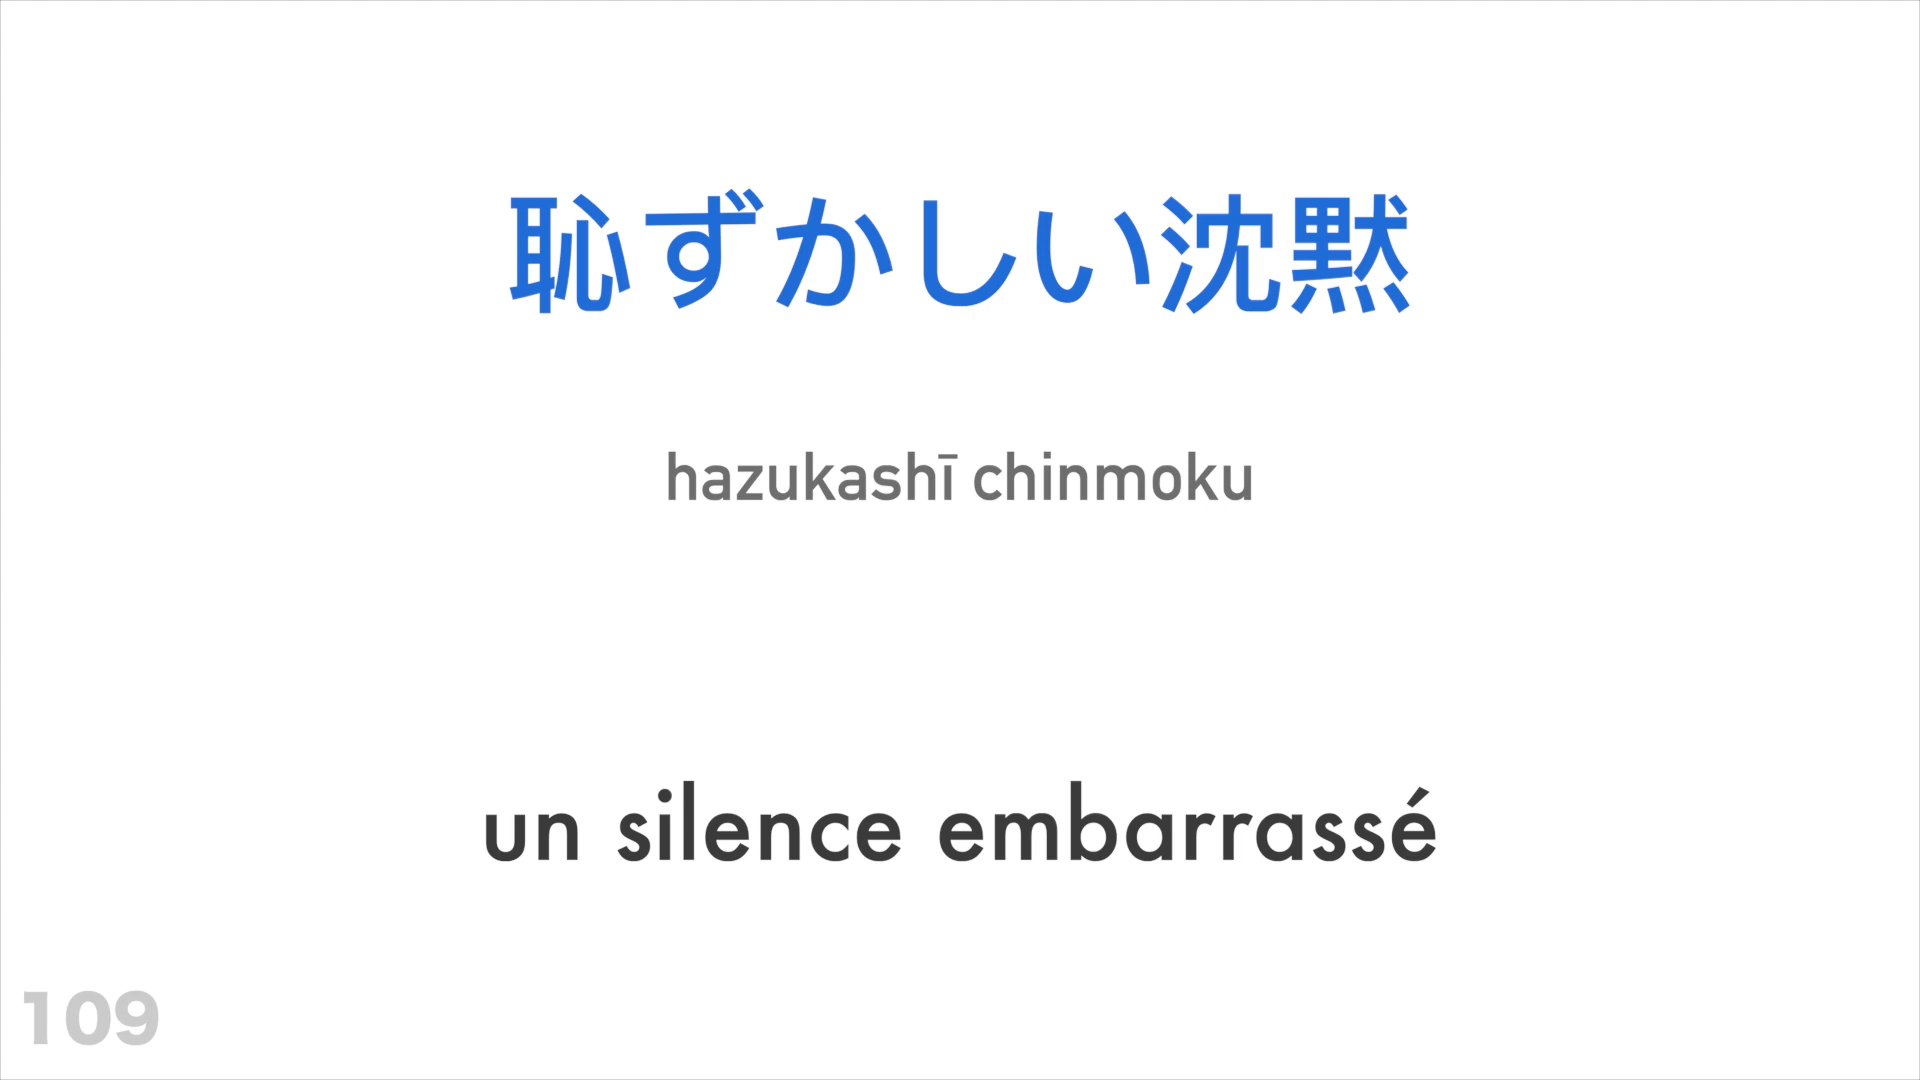 恥ずかしい沈黙
hazukashī chinmoku
un silence embarrassé
109